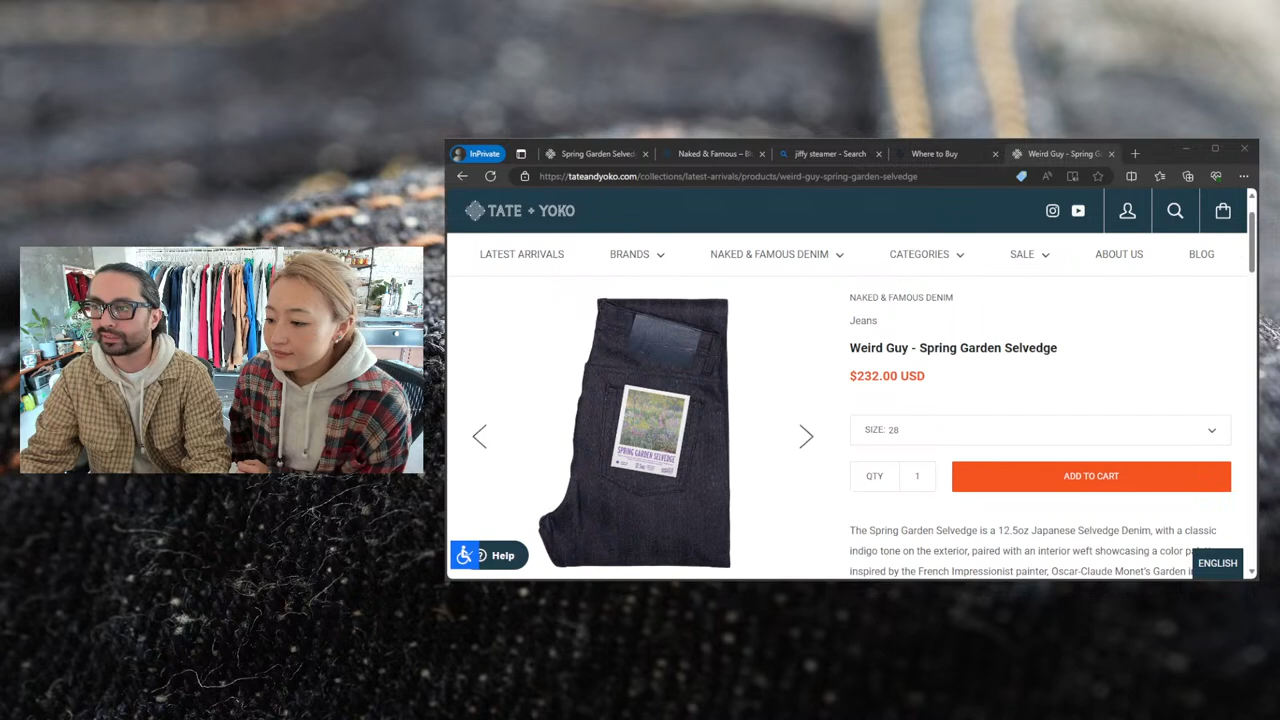 InPrivate
Spring Garden Selved
Naked & Famous – Bl
jiffy steamer - Search
Where to Buy
Weird Guy - Spring G
https://tateandyoko.com/collections/latest-arrivals/products/weird-guy-spring-garden-selvedge
TATE + YOKO
LATEST ARRIVALS
BRANDS
NAKED & FAMOUS DENIM
CATEGORIES
SALE
ABOUT US
BLOG
NAKED & FAMOUS DENIM
Jeans
Weird Guy - Spring Garden Selvedge
$232.00 USD
SIZE: 28
QTY 1
ADD TO CART
SPRING GARDEN SELVEDGE
The Spring Garden Selvedge is a 12.5oz Japanese Selvedge Denim, with a classic
indigo tone on the exterior, paired with an interior weft showcasing a color
inspired by the French Impressionist painter, Oscar-Claude Monet's Garden
Help
ENGLISH